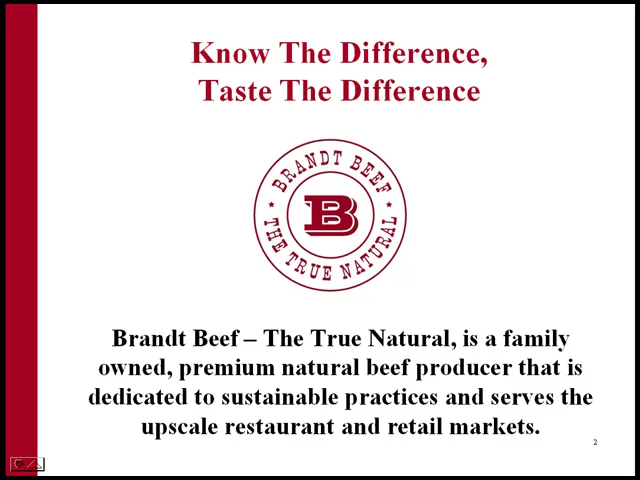 Know The Difference,
Taste The Difference
BRANDT BEEF
B
THE TRUE NATURAL
Brandt Beef – The True Natural, is a family
owned, premium natural beef producer that is
dedicated to sustainable practices and serves the
upscale restaurant and retail markets.
2